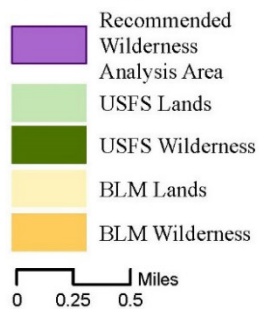 Recommended
Wilderness
Analysis Area
USFS Lands
USFS Wilderness
BLM Lands
BLM Wilderness
Miles
0 0.25 0.5